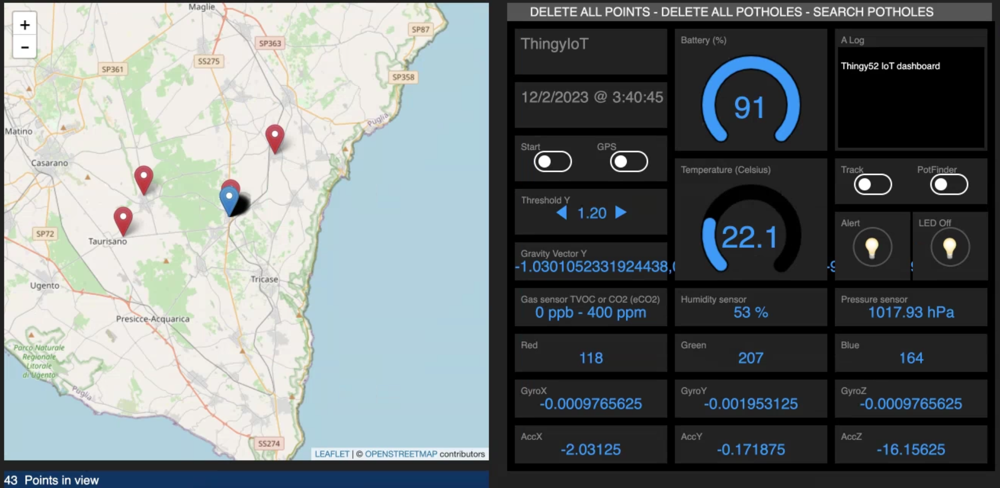 Maglie
SP87
SP363
SS275
SP361
SP358
Puglia
Matino
Casarano
SP72
Taurisano
Ugento
Tricase
Presicce-Acquarica
Parco Naturale
Regionale
Litorale
di Ugento
Puglia
SS274
+
−
LEAFLET | © OPENSTREETMAP contributors
43 Points in view
DELETE ALL POINTS - DELETE ALL POTHOLES - SEARCH POTHOLES
ThingyIoT
Battery (%)
91
A Log
Thingy52 IoT dashboard
12/2/2023 @ 3:40:45
Start
GPS
Temperature (Celsius)
22.1
Track
PotFinder
Threshold Y
1.20
Alert
LED Off
Gravity Vector Y
-1.0301052331924438,
Gas sensor TVOC or CO2 (eCO2)
0 ppb - 400 ppm
Humidity sensor
53 %
Pressure sensor
1017.93 hPa
Red
118
Green
207
Blue
164
GyroX
-0.0009765625
GyroY
-0.001953125
GyroZ
-0.0009765625
AccX
-2.03125
AccY
-0.171875
AccZ
-16.15625